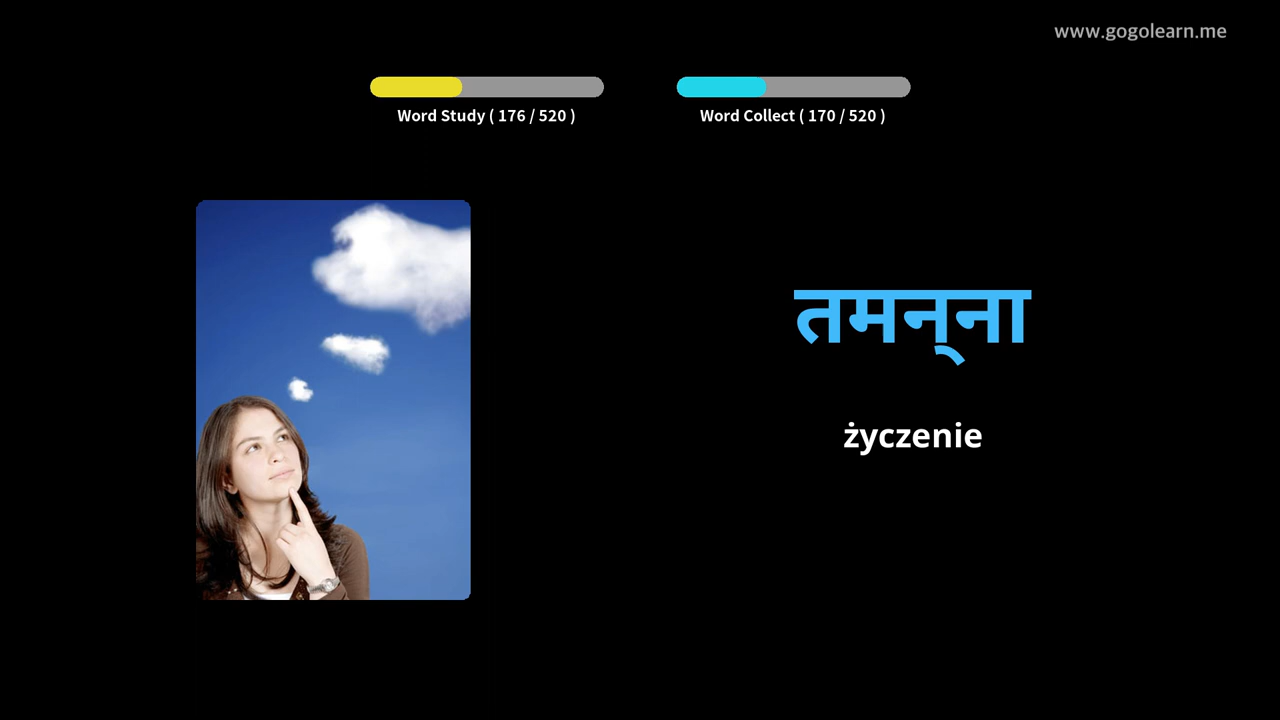 www.gogolearn.me
Word Study ( 176 / 520 )
Word Collect ( 170 / 520 )
तमन्‌ना
życzenie